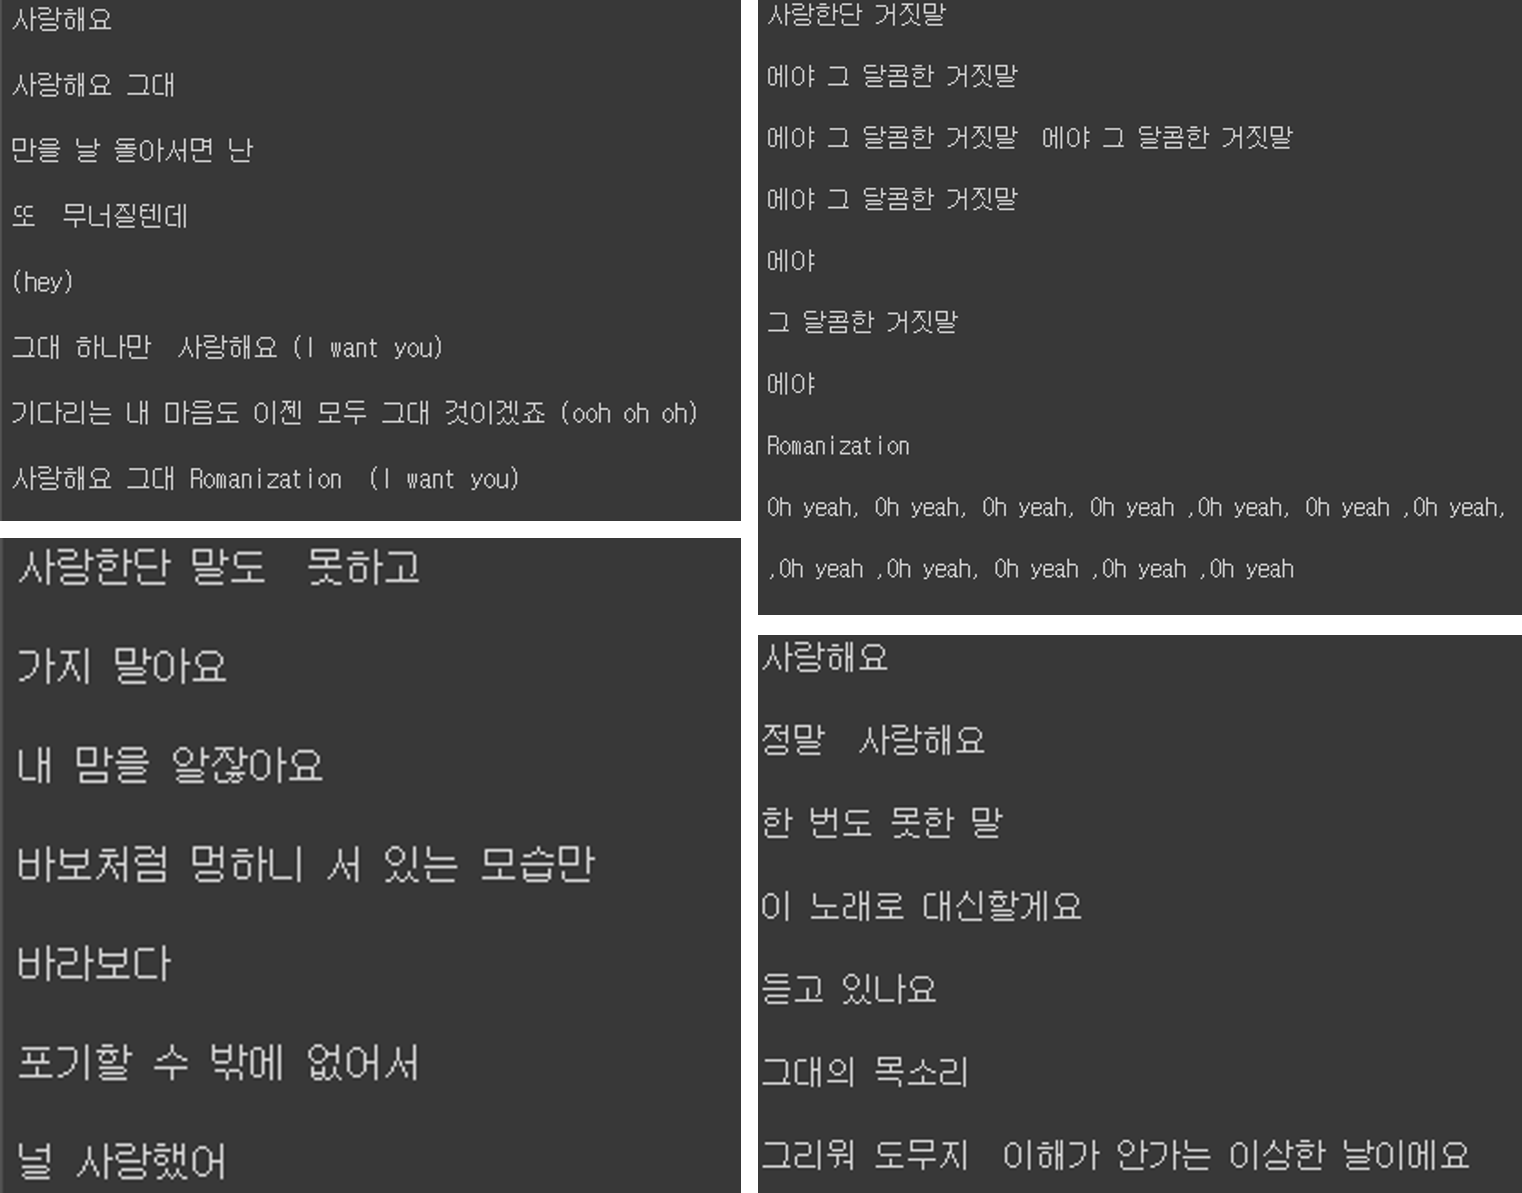 사랑해요
사랑해요 그대
만을 날 돌아서면 난
또 무너질텐데
(hey)
그대 하나만 사랑해요 (I want you)
기다리는 내 마음도 이젠 모두 그대 것이겠죠 (ooh oh oh)
사랑해요 그대 Romanization (I want you)
사랑한단 말도 못하고
가지 말아요
내 맘을 알잖아요
바보처럼 멍하니 서 있는 모습만
바라보다
포기할 수 밖에 없어서
널 사랑했어
사랑한단 거짓말
에야 그 달콤한 거짓말
에야 그 달콤한 거짓말 에야 그 달콤한 거짓말
에야 그 달콤한 거짓말
에야
그 달콤한 거짓말
에야
Romanization
Oh yeah, Oh yeah, Oh yeah, Oh yeah ,Oh yeah, Oh yeah ,Oh yeah,
,Oh yeah ,Oh yeah, Oh yeah ,Oh yeah ,Oh yeah
사랑해요
정말 사랑해요
한 번도 못한 말
이 노래로 대신할게요
듣고 있나요
그대의 목소리
그리워 도무지 이해가 안가는 이상한 날이에요